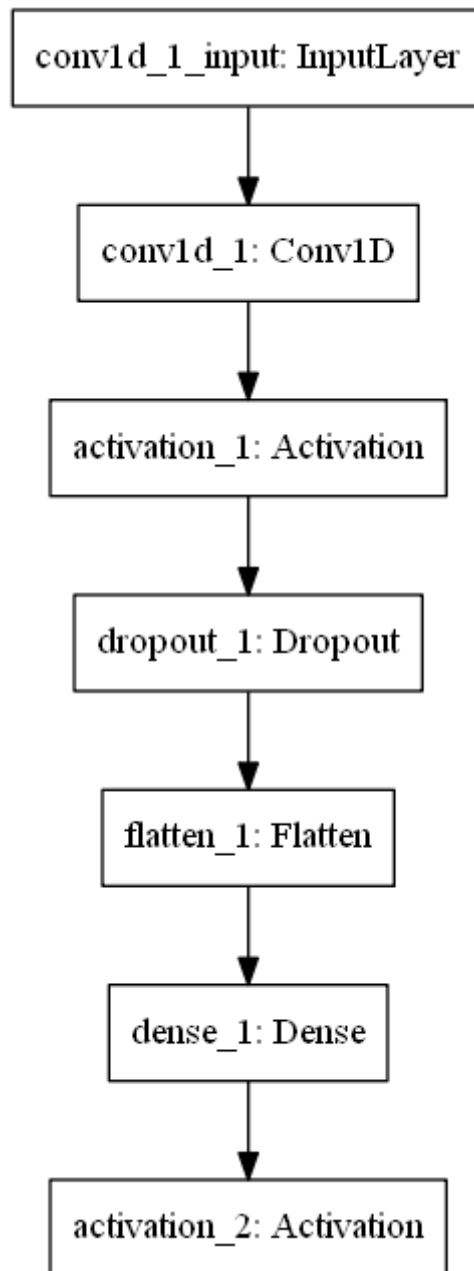 conv1d_1_input: InputLayer
conv1d_1: Conv1D
activation_1: Activation
dropout_1: Dropout
flatten_1: Flatten
dense_1: Dense
activation_2: Activation